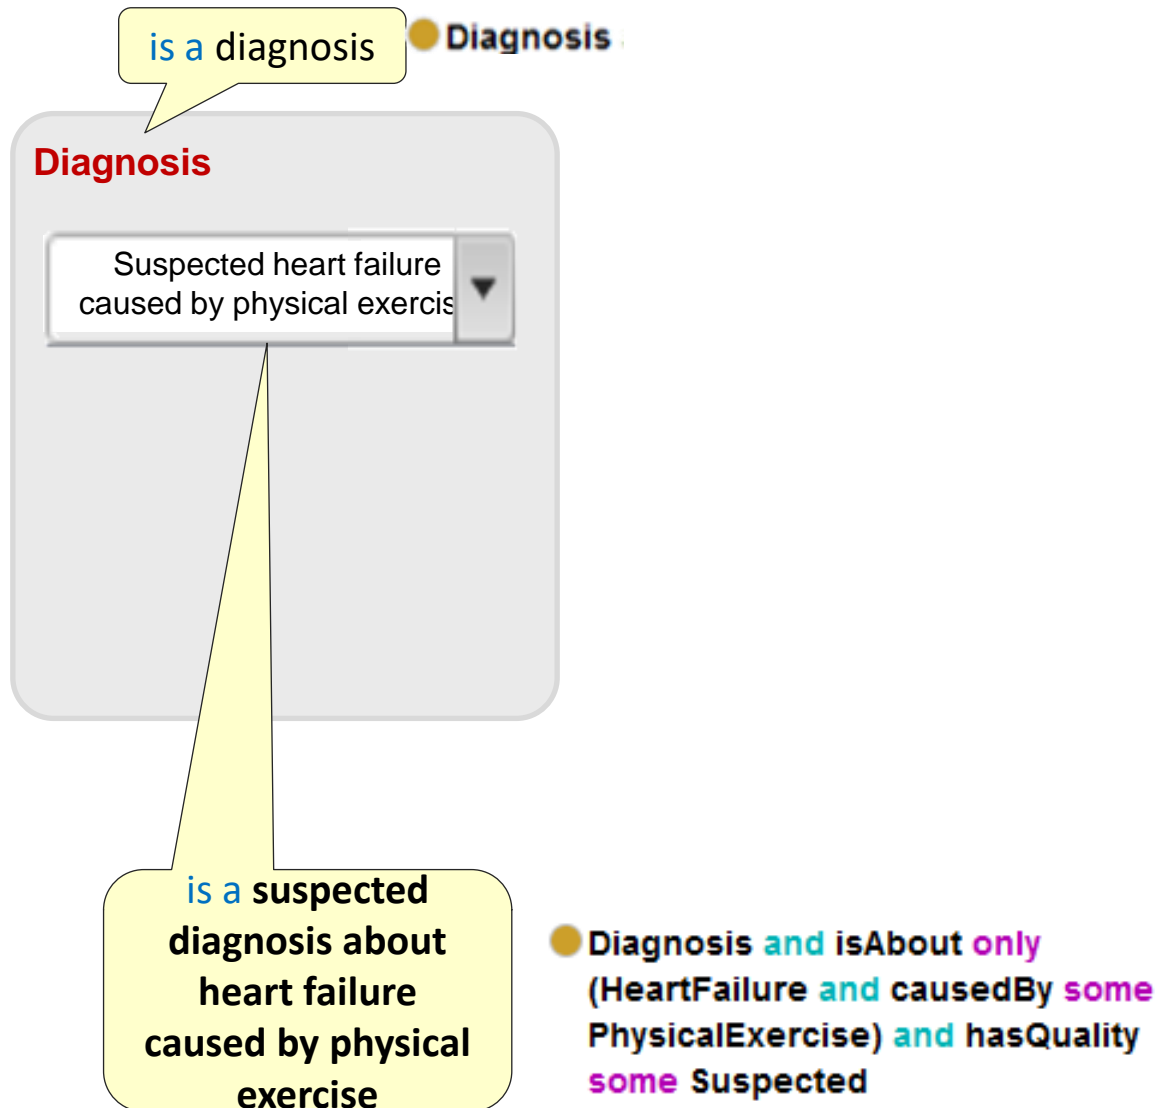 is a diagnosis
Diagnosis
Diagnosis
Suspected heart failure
caused by physical exercis
is a suspected
diagnosis about
heart failure
caused by physical
exercise
Diagnosis and isAbout only
(HeartFailure and causedBy some
PhysicalExercise) and hasQuality
some Suspected